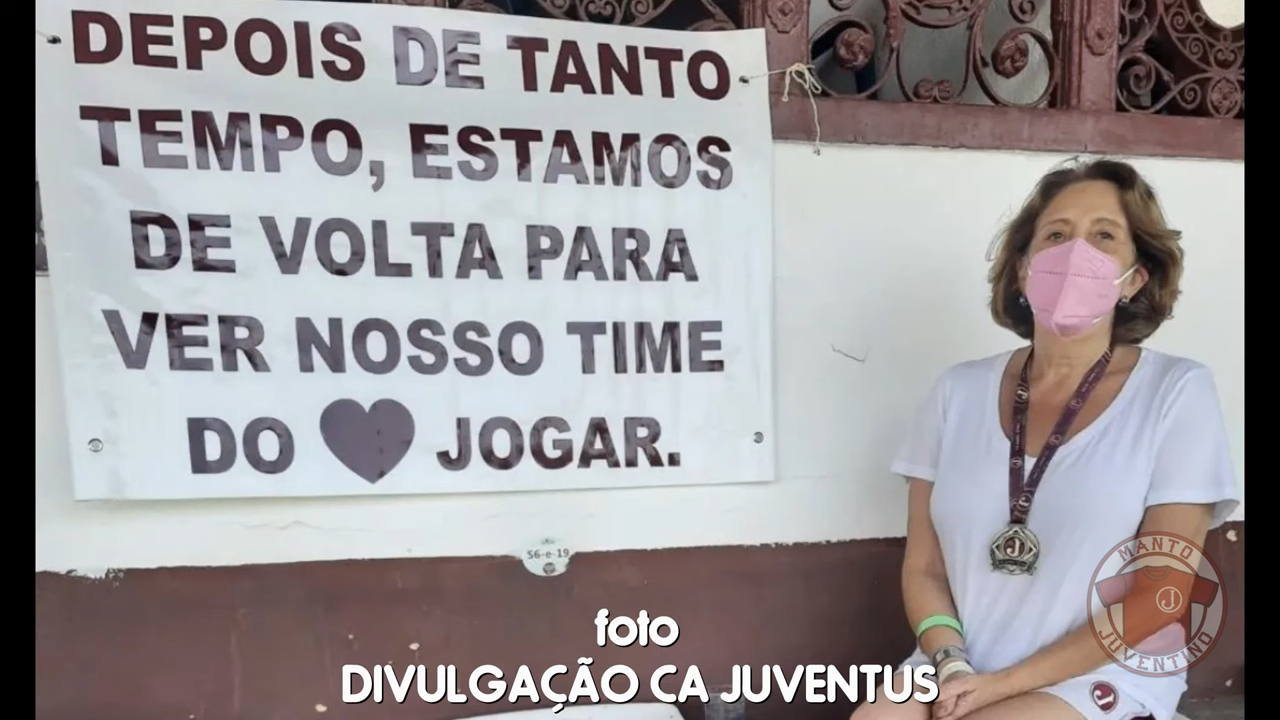 DEPOIS DE TANTO
TEMPO, ESTAMOS
DE VOLTA PARA
VER NOSSO TIME
DO ♥ JOGAR.
56-e-19
J
MANTO
J
JUVENTINO
J
foto
DIVULGAÇÃO CA JUVENTUS